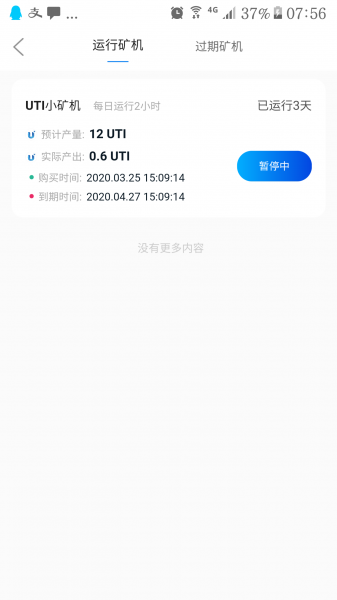 支 ... 4G 37% 07:56
运行矿机 过期矿机
UTI小矿机 每日运行2小时 已运行3天
预计产量: 12 UTI
实际产出: 0.6 UTI
暂停中
购买时间: 2020.03.25 15:09:14
到期时间: 2020.04.27 15:09:14
没有更多内容